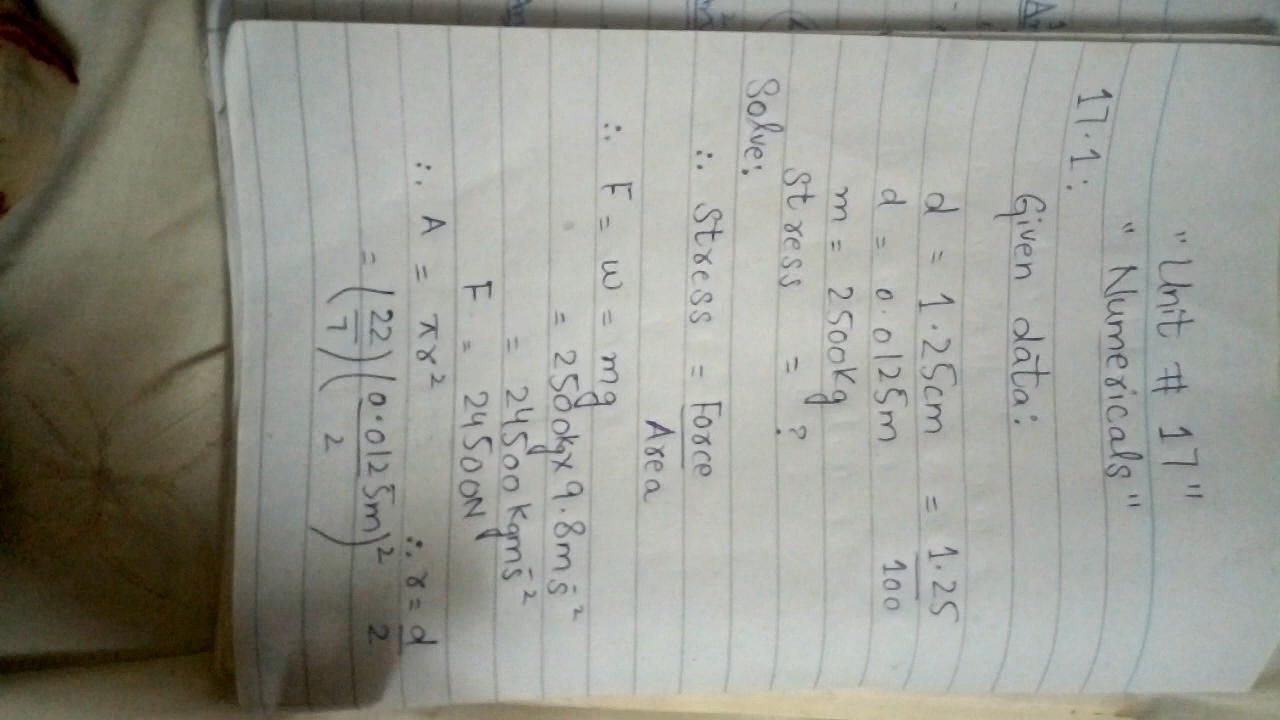 "Unit # 17"
"Numericals"
17.1:
Given data:
d = 1.25cm = 1.25/100
d = 0.0125m
m = 2500kg
Stress = ?
Solve:
∴ Stress = Force/Area
∴ F = w = mg
= 2500kg x 9.8ms⁻²
= 24500 kgms⁻²
F = 24500N
∴ A = πr² ∴ r = d/2
= (22/7)(0.0125m/2)²